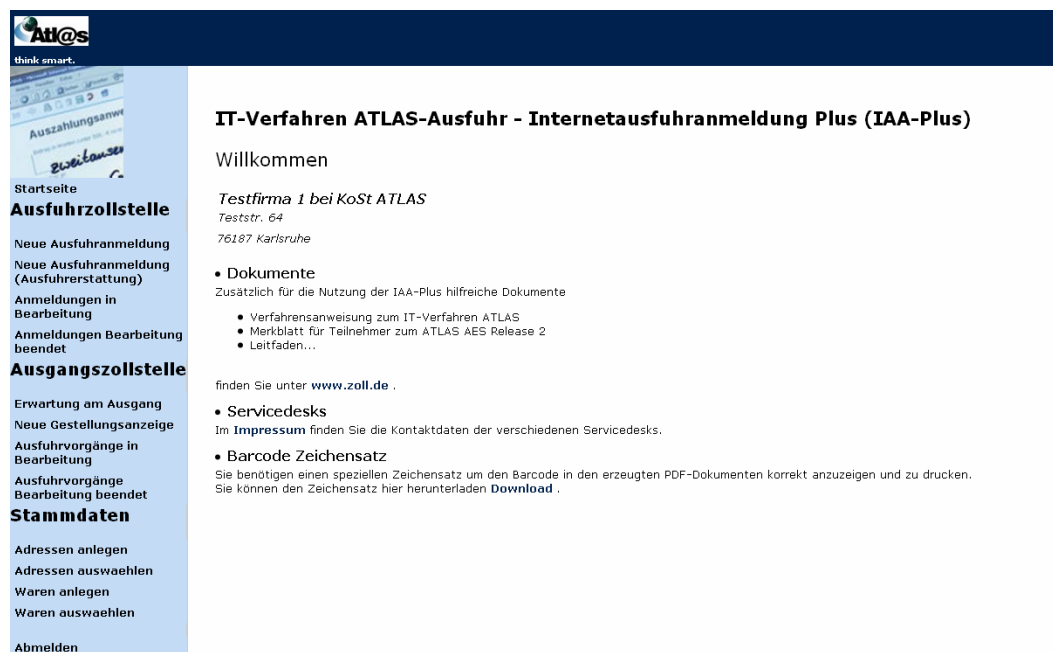 Atl@s
think smart.
Auszahlungsanwe
zweitausen
Startseite
Ausfuhrzollstelle
Neue Ausfuhranmeldung
Neue Ausfuhranmeldung
(Ausfuhrerstattung)
Anmeldungen in
Bearbeitung
Anmeldungen Bearbeitung
beendet
Ausgangszollstelle
Erwartung am Ausgang
Neue Gestellungsanzeige
Ausfuhrvorgänge in
Bearbeitung
Ausfuhrvorgänge
Bearbeitung beendet
Stammdaten
Adressen anlegen
Adressen auswaehlen
Waren anlegen
Waren auswaehlen
Abmelden
IT-Verfahren ATLAS-Ausfuhr - Internetausfuhranmeldung Plus (IAA-Plus)
Willkommen
Testfirma 1 bei KoSt ATLAS
Teststr. 64
76187 Karlsruhe
• Dokumente
Zusätzlich für die Nutzung der IAA-Plus hilfreiche Dokumente
• Verfahrensanweisung zum IT-Verfahren ATLAS
• Merkblatt für Teilnehmer zum ATLAS AES Release 2
• Leitfaden...
finden Sie unter www.zoll.de .
• Servicedesks
Im Impressum finden Sie die Kontaktdaten der verschiedenen Servicedesks.
• Barcode Zeichensatz
Sie benötigen einen speziellen Zeichensatz um den Barcode in den erzeugten PDF-Dokumenten korrekt anzuzeigen und zu drucken.
Sie können den Zeichensatz hier herunterladen Download .